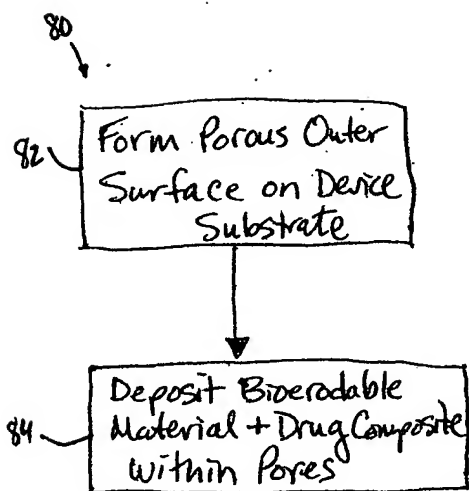 80
82
Form Porous Outer
Surface on Device
Substrate
84
Deposit Bioerodable
Material + Drug Composite
Within Pores